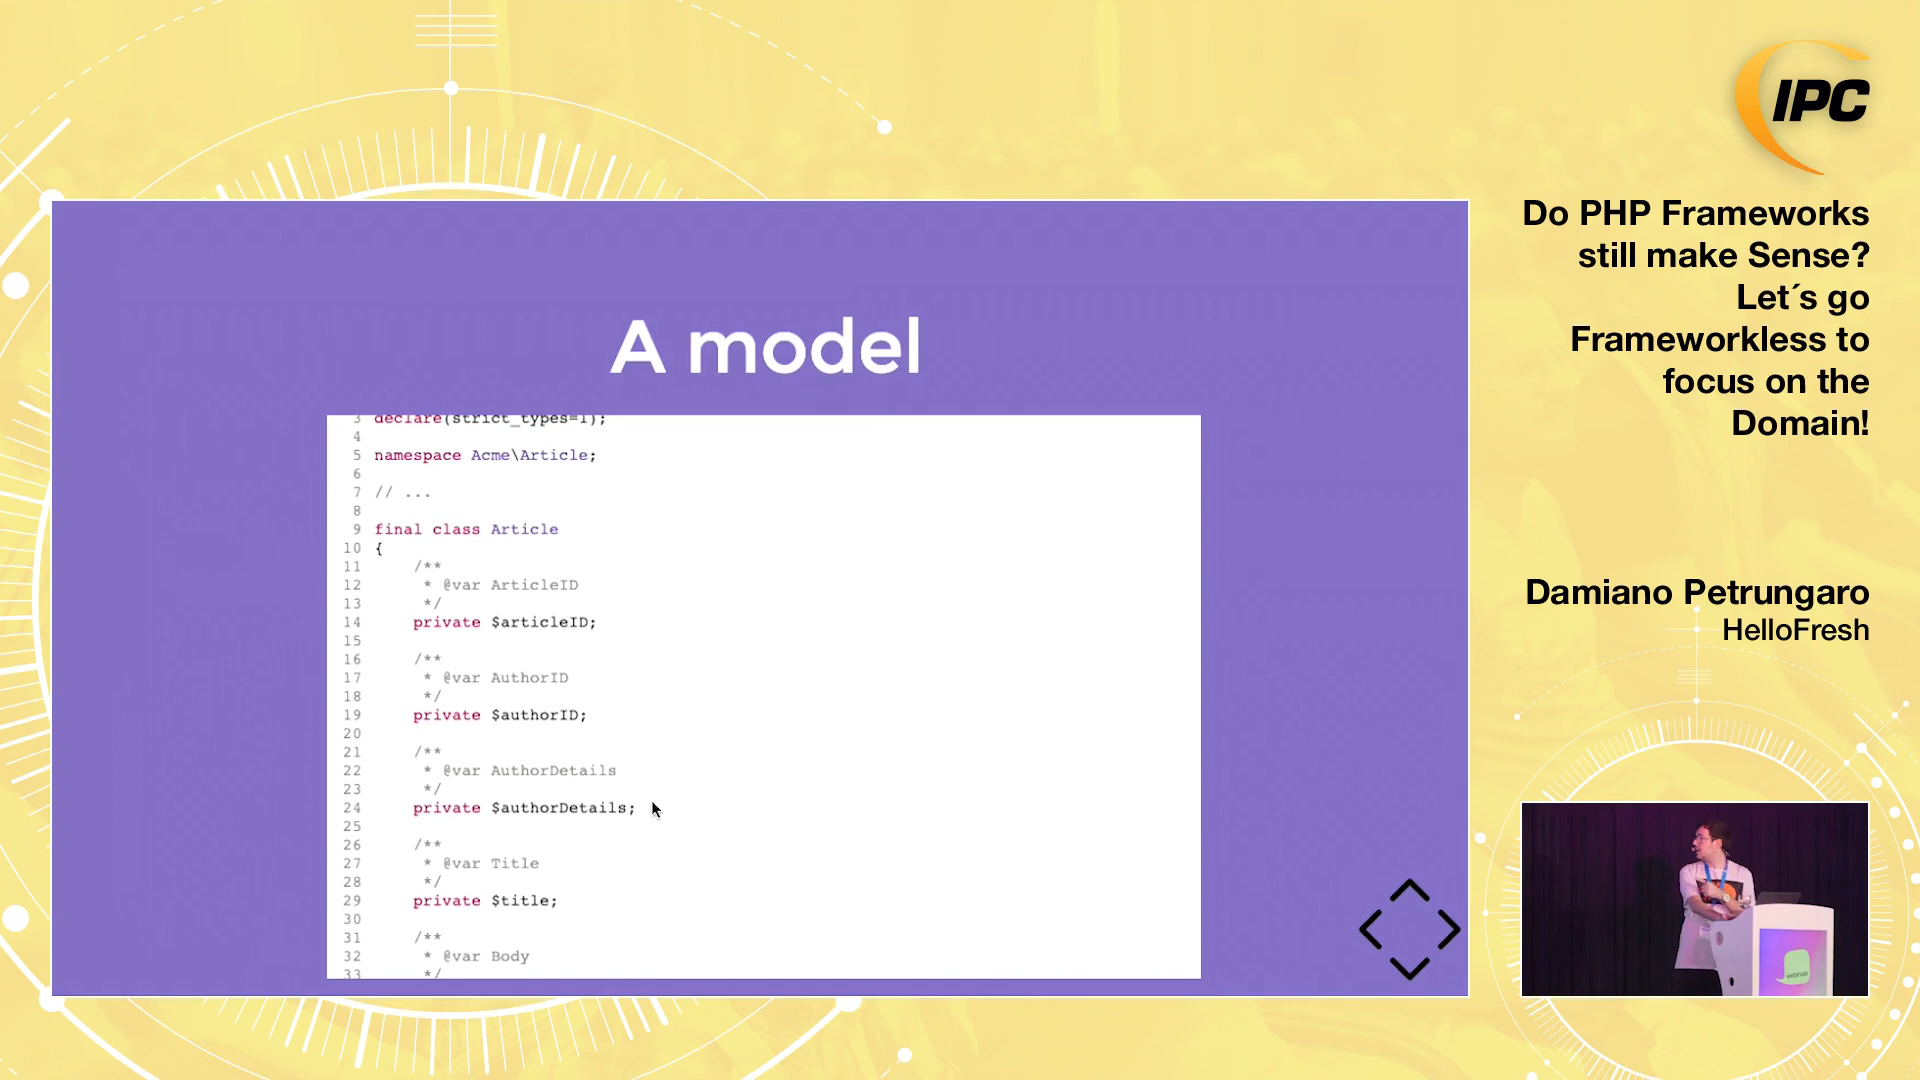 IPC
Do PHP Frameworks
still make Sense?
Let´s go
Frameworkless to
focus on the
Domain!
Damiano Petrungaro
HelloFresh
A model
3 declare(strict_types=1);
4
5 namespace Acme\Article;
6
7 // ...
8
9 final class Article
10 {
11 /**
12 * @var ArticleID
13 */
14 private $articleID;
15
16 /**
17 * @var AuthorID
18 */
19 private $authorID;
20
21 /**
22 * @var AuthorDetails
23 */
24 private $authorDetails;
25
26 /**
27 * @var Title
28 */
29 private $title;
30
31 /**
32 * @var Body
33 */
webinale